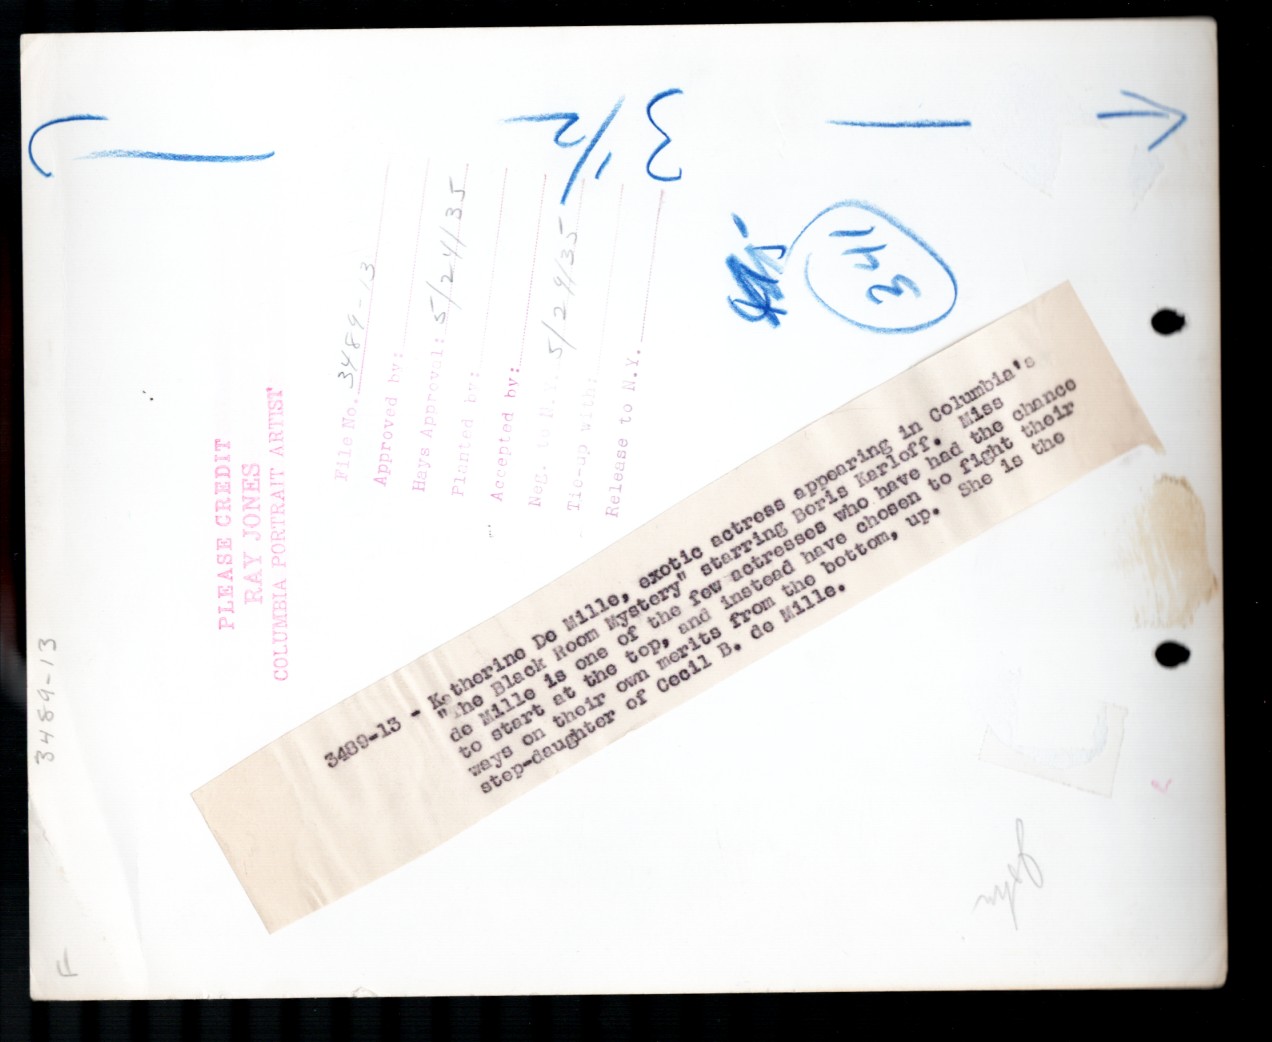 PLEASE CREDIT
RAY JONES
COLUMBIA PORTRAIT ARTIST
File No. 3489-13
Approved by:
Hays Approval: 5/24/35
Planted by:
Accepted by:
Neg. to N.Y. 5/29/35
Tie-up with:
Release to N.Y.
3 1/2
341
3489-13 - Katherine De Mille, exotic actress appearing in Columbia's
"The Black Room Mystery" starring Boris Karloff. Miss
de Mille is one of the few actresses who have had the chance
to start at the top, and instead have chosen to fight their
ways on their own merits from the bottom, up. She is the
step-daughter of Cecil B. de Mille.
3489-13
F